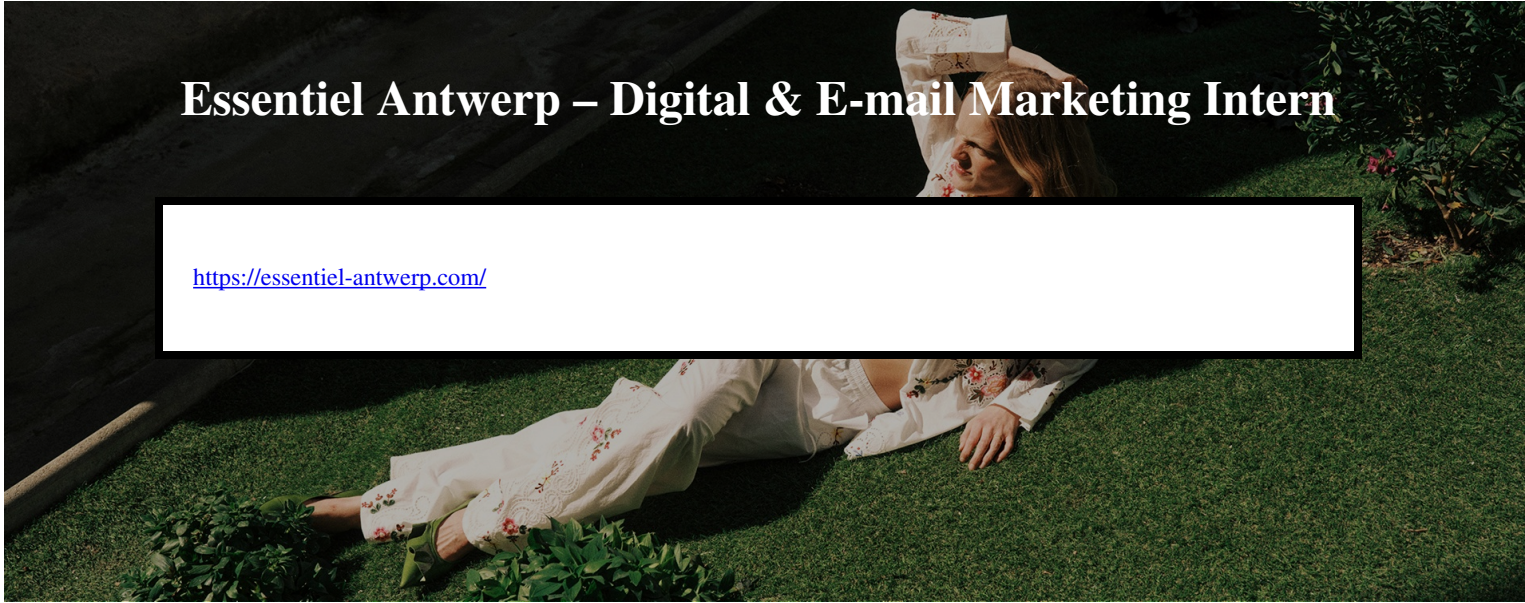 Essentiel Antwerp – Digital & E-mail Marketing Intern
https://essentiel-antwerp.com/